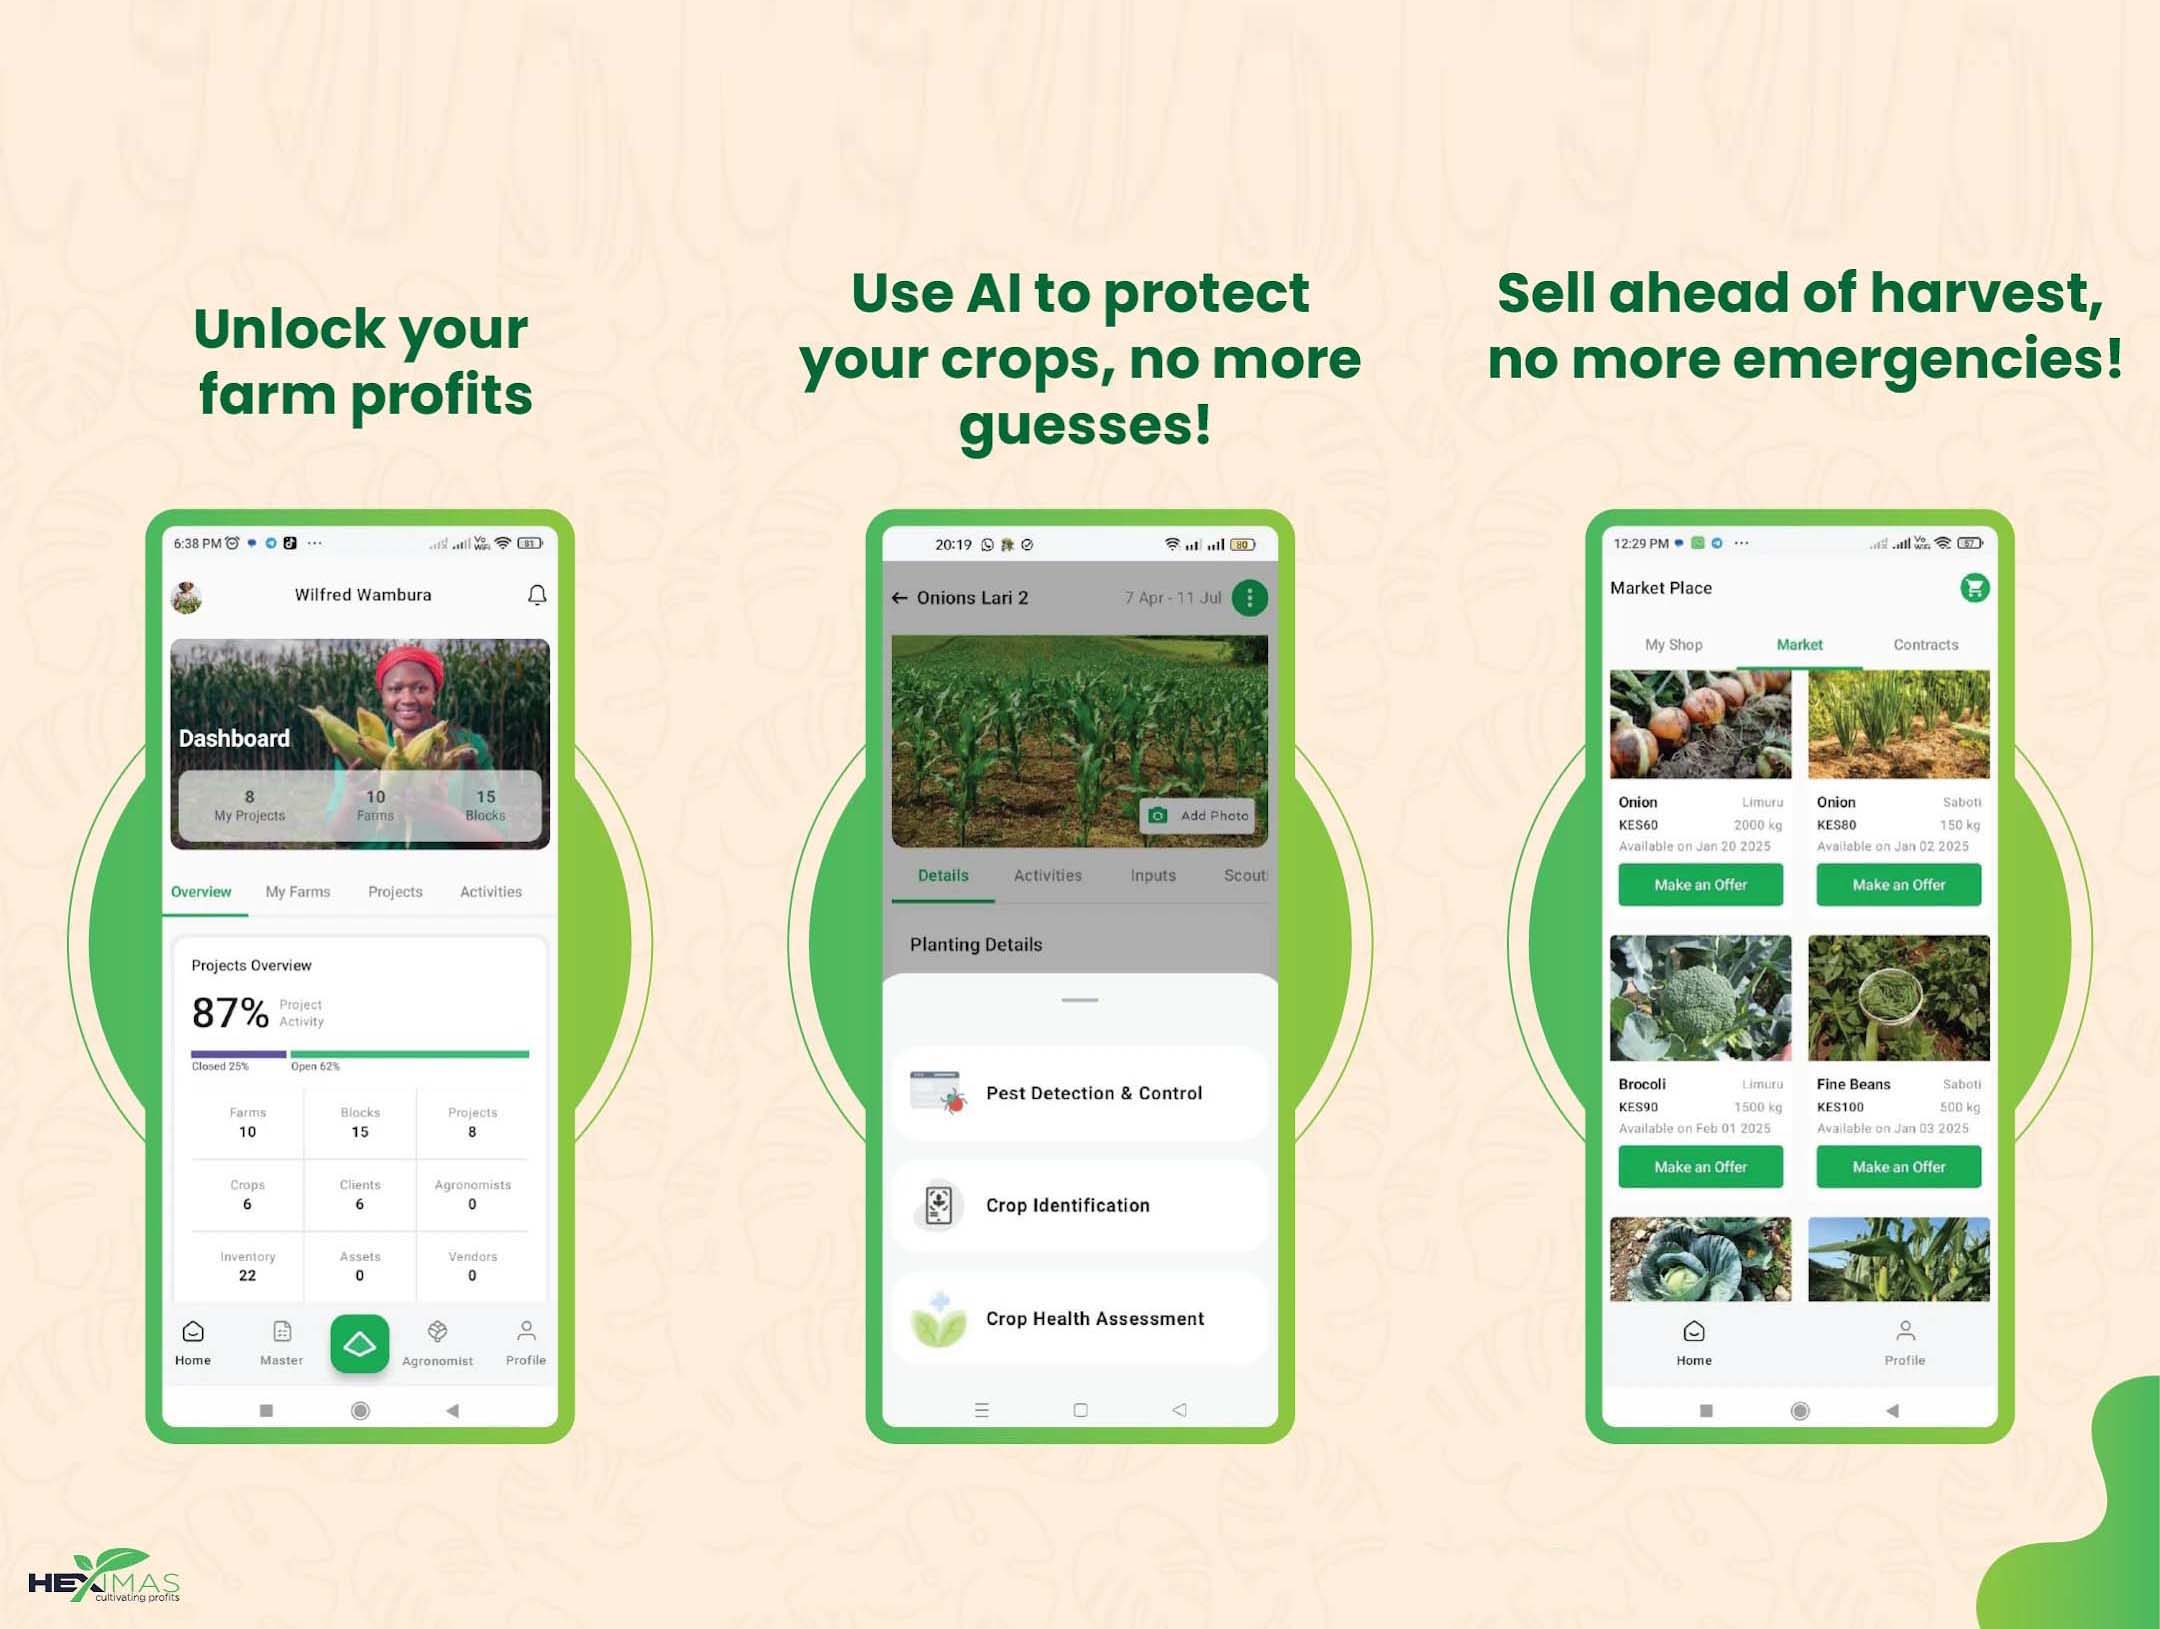 Unlock your
farm profits
6:38 PM
Vo
WiFi
81
Wilfred Wambura
Dashboard
8
My Projects
10
Farms
15
Blocks
Overview
My Farms
Projects
Activities
Projects Overview
87%
Project
Activity
Closed 25%
Open 62%
Farms
10
Blocks
15
Projects
8
Crops
6
Clients
6
Agronomists
0
Inventory
22
Assets
0
Vendors
0
Home
Master
Agronomist
Profile
Use AI to protect
your crops, no more
guesses!
20:19
80
Onions Lari 2
7 Apr - 11 Jul
Add Photo
Details
Activities
Inputs
Scout
Planting Details
Pest Detection & Control
Crop Identification
Crop Health Assessment
Sell ahead of harvest,
no more emergencies!
12:29 PM
Vo
WiFi
57
Market Place
My Shop
Market
Contracts
Onion
Limuru
KES60
2000 kg
Available on Jan 20 2025
Make an Offer
Onion
Saboti
KES80
150 kg
Available on Jan 02 2025
Make an Offer
Brocoli
Limuru
KES90
1500 kg
Available on Feb 01 2025
Make an Offer
Fine Beans
Saboti
KES100
500 kg
Available on Jan 03 2025
Make an Offer
Home
Profile
HEXIMAS
cultivating profits